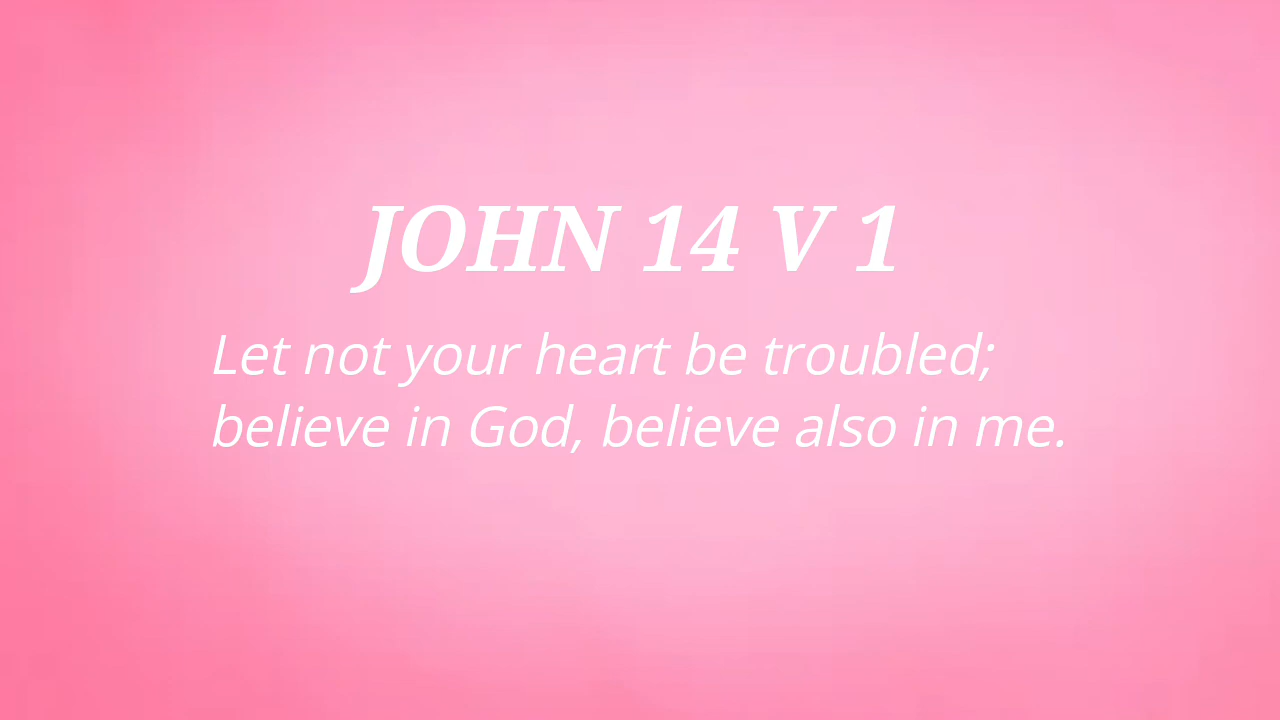 JOHN 14 V 1
Let not your heart be troubled;
believe in God, believe also in me.